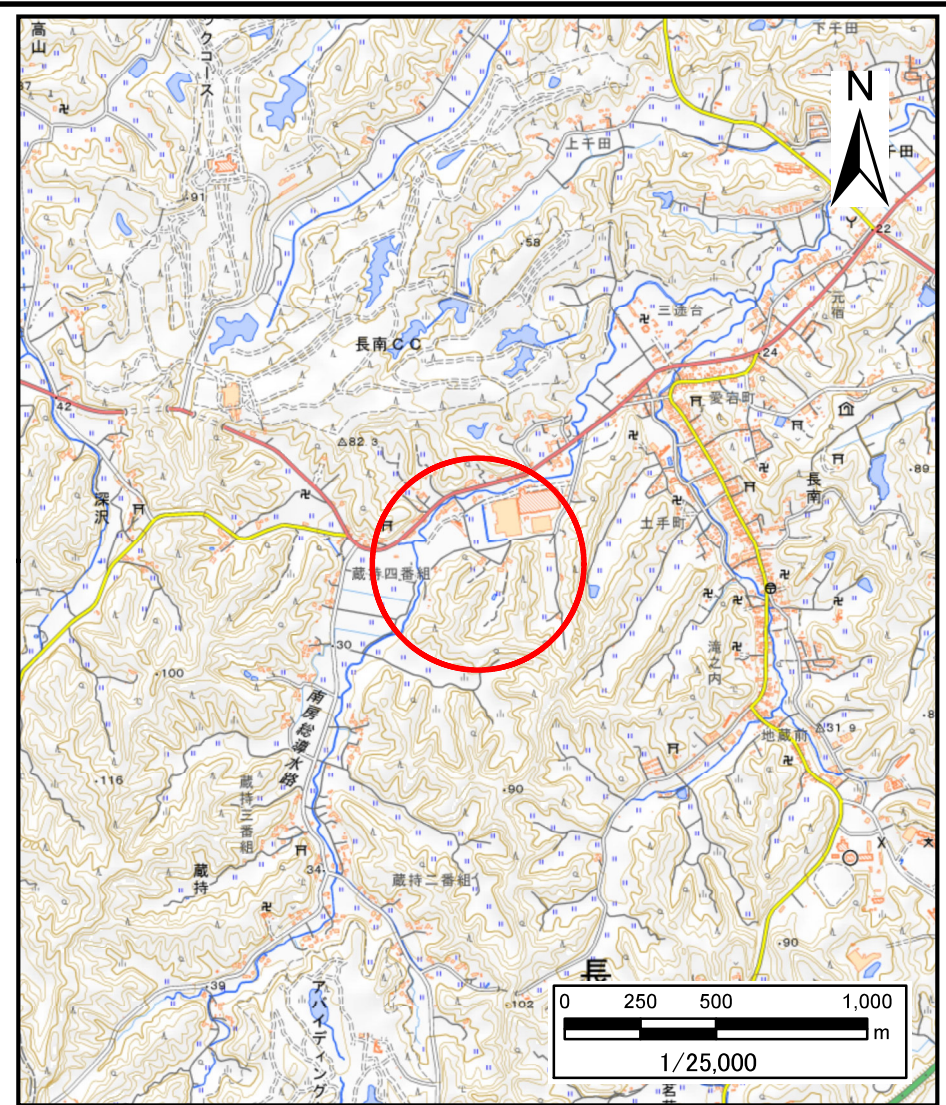 高山
クコース
下千田
N
上千田
千田
50
91
22
58
三途台
元宿
長南CC
24
愛宕町
42
82.3
89
長南
深沢
土手町
蔵持四番組
30
滝之内
100
南房総導水路
地蔵前
31.9
116
90
蔵持三番組
34
蔵持
蔵持二番組
90
長
39
102
アバイディング
0 250 500 1,000
m
1/25,000